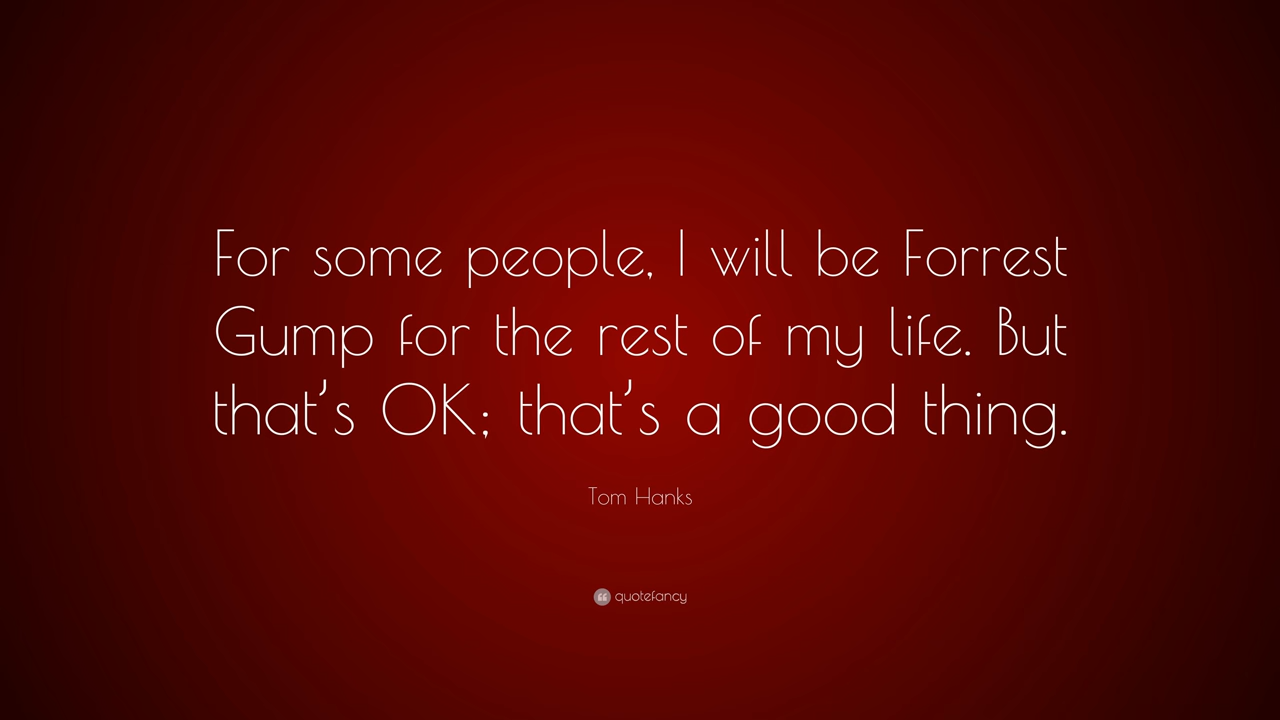 For some people, I will be Forrest
Gump for the rest of my life. But
that’s OK; that’s a good thing.
Tom Hanks
quotefancy